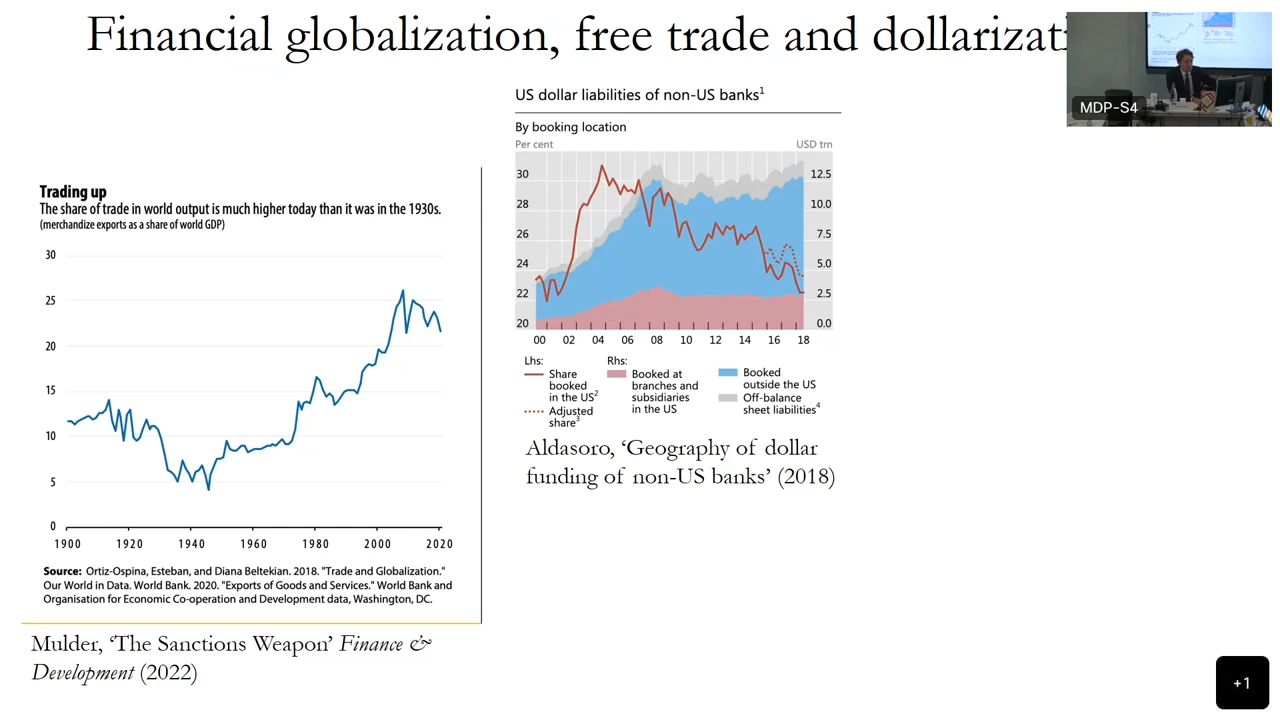 Financial globalization, free trade and dollarizati
MDP-S4
Trading up
The share of trade in world output is much higher today than it was in the 1930s.
(merchandize exports as a share of world GDP)
30
25
20
15
10
5
0
1900 1920 1940 1960 1980 2000 2020
Source: Ortiz-Ospina, Esteban, and Diana Beltekian. 2018. "Trade and Globalization."
Our World in Data. World Bank. 2020. "Exports of Goods and Services." World Bank and
Organisation for Economic Co-operation and Development data, Washington, DC.
Mulder, ‘The Sanctions Weapon’ Finance &
Development (2022)
US dollar liabilities of non-US banks1
By booking location
Per cent USD trn
30 12.5
28 10.0
26 7.5
24 5.0
22 2.5
20 0.0
00 02 04 06 08 10 12 14 16 18
Lhs:
Share
booked
in the US2
Adjusted
share3
Rhs:
Booked at
branches and
subsidiaries
in the US
Booked
outside the US
Off-balance
sheet liabilities4
Aldasoro, ‘Geography of dollar
funding of non-US banks’ (2018)
+1